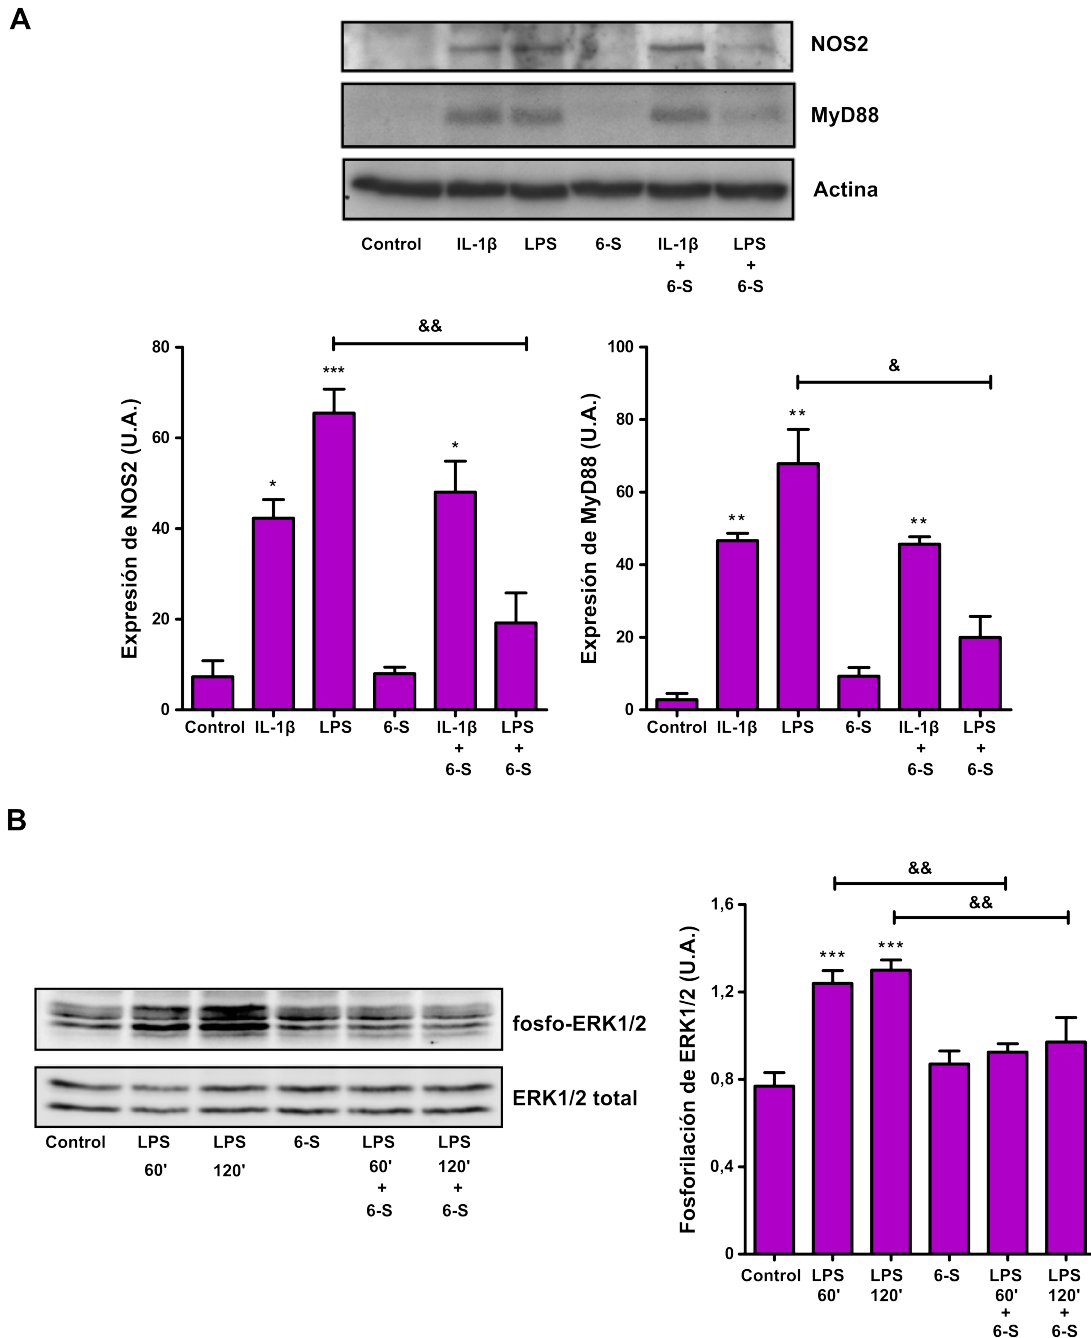 A
NOS2
MyD88
Actina
Control IL-1β LPS 6-S IL-1β LPS
+ +
6-S 6-S
&&
&
80
60
40
20
0
Expresión de NOS2 (U.A.)
*
***
*
Control IL-1β LPS 6-S IL-1β LPS
+ +
6-S 6-S
100
80
60
40
20
0
Expresión de MyD88 (U.A.)
**
**
**
Control IL-1β LPS 6-S IL-1β LPS
+ +
6-S 6-S
B
fosfo-ERK1/2
ERK1/2 total
Control LPS LPS 6-S LPS LPS
60' 120' 60' 120'
+ +
6-S 6-S
&&
&&
1,6
1,2
0,8
0,4
0
Fosforilación de ERK1/2 (U.A.)
***
***
Control LPS LPS 6-S LPS LPS
60' 120' 60' 120'
+ +
6-S 6-S